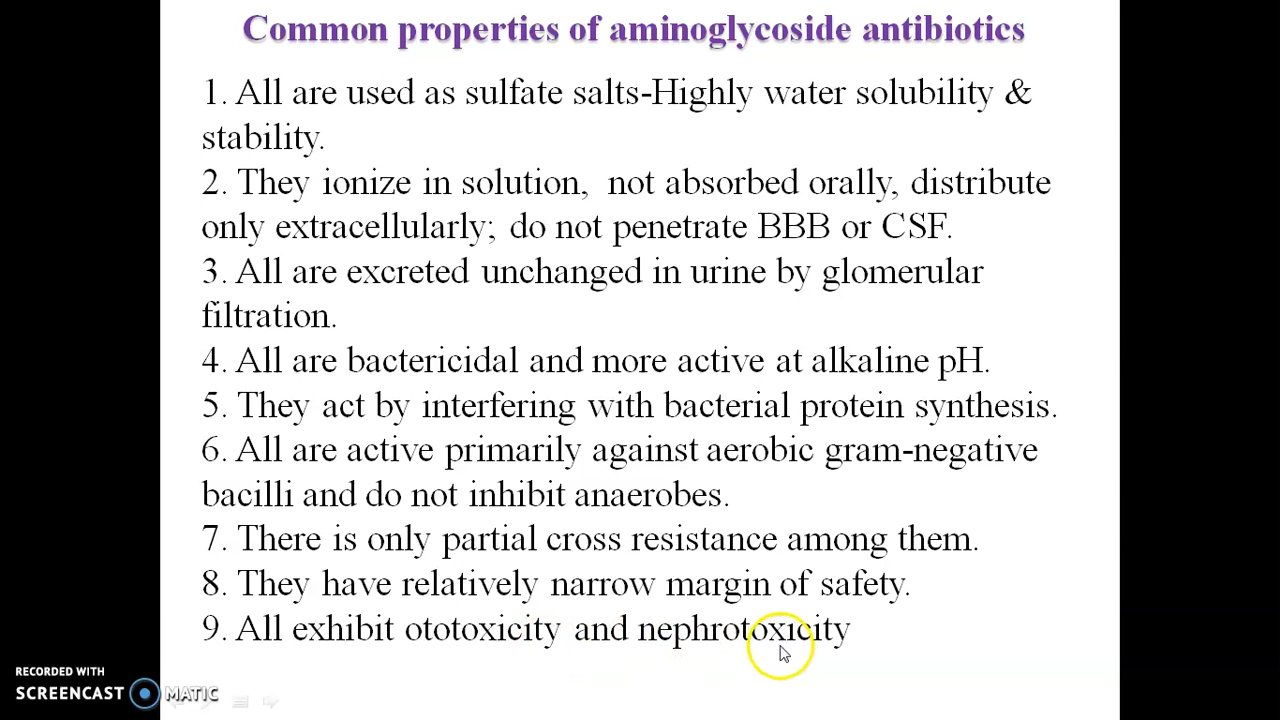 Common properties of aminoglycoside antibiotics
1. All are used as sulfate salts-Highly water solubility &
stability.
2. They ionize in solution, not absorbed orally, distribute
only extracellularly; do not penetrate BBB or CSF.
3. All are excreted unchanged in urine by glomerular
filtration.
4. All are bactericidal and more active at alkaline pH.
5. They act by interfering with bacterial protein synthesis.
6. All are active primarily against aerobic gram-negative
bacilli and do not inhibit anaerobes.
7. There is only partial cross resistance among them.
8. They have relatively narrow margin of safety.
9. All exhibit ototoxicity and nephrotoxicity
RECORDED WITH
SCREENCAST MATIC